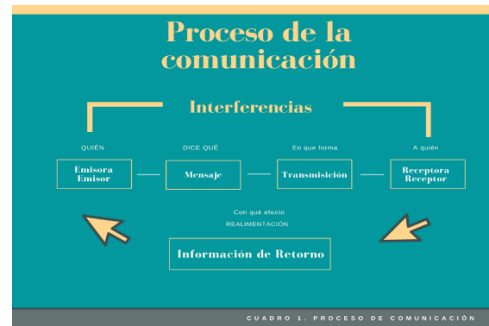 Proceso de la
comunicación
Interferencias
QUIÉN
DICE QUÉ
En que forma
A quién
Emisora
Emisor
Mensaje
Transmisición
Receptora
Receptor
Con qué efecto
REALIMENTACIÓN
Información de Retorno
CUADRO 1. PROCESO DE COMUNICACIÓN